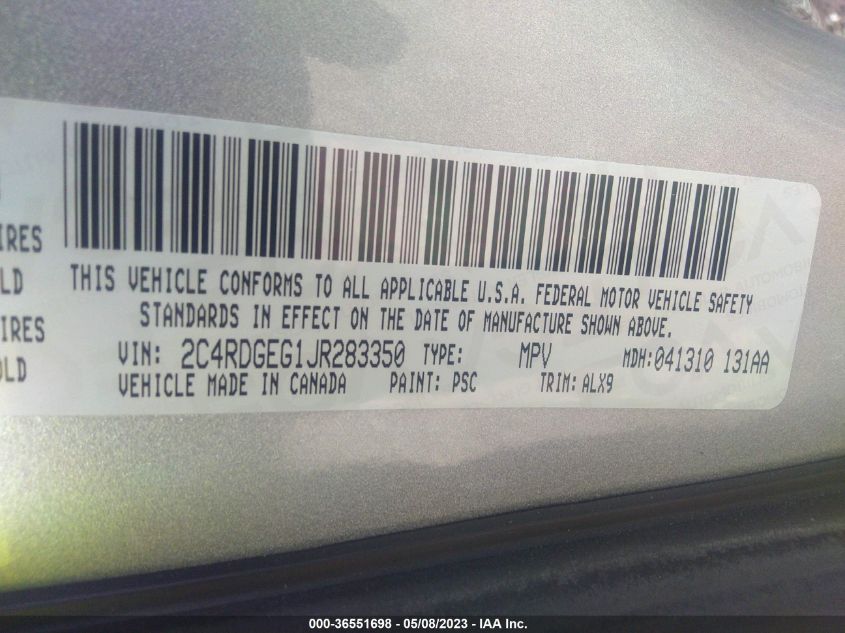 IRES
LD
IRES
OLD
THIS VEHICLE CONFORMS TO ALL APPLICABLE U.S.A. FEDERAL MOTOR VEHICLE SAFETY
STANDARDS IN EFFECT ON THE DATE OF MANUFACTURE SHOWN ABOVE.
VIN: 2C4RDGEG1JR283350 TYPE: MPV MDH:041310 131AA
VEHICLE MADE IN CANADA PAINT: PSC TRIM: ALX9
000-36551698 - 05/08/2023 - IAA Inc.